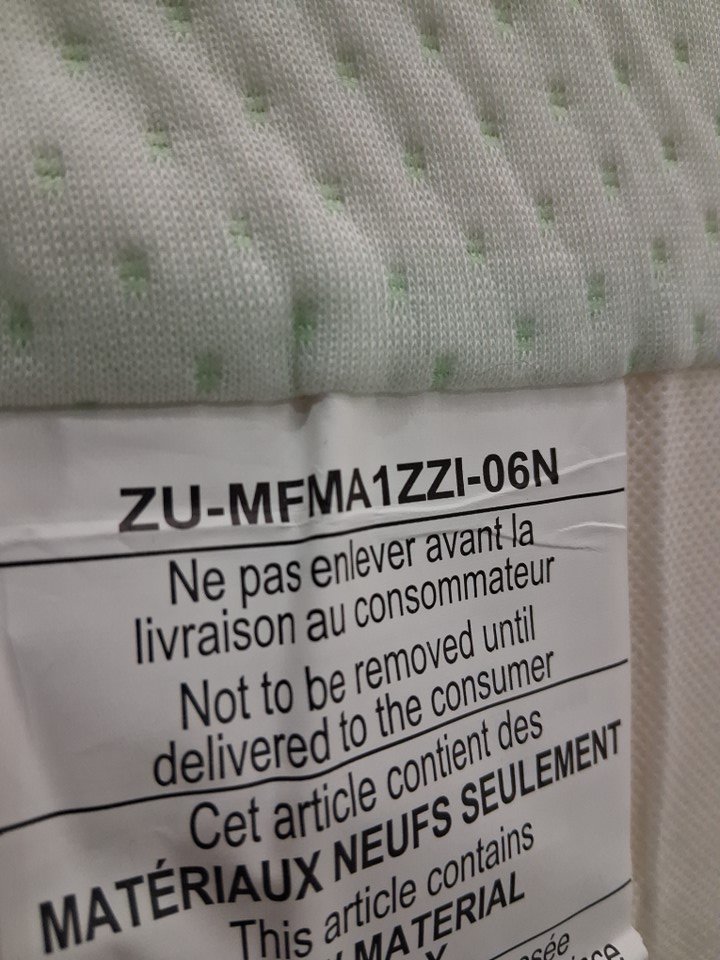 ZU-MFMA1ZZI-06N
Ne pas enlever avant la
livraison au consommateur
Not to be removed until
delivered to the consumer
Cet article contient des
MATÉRIAUX NEUFS SEULEMENT
This article contains
MATERIAL